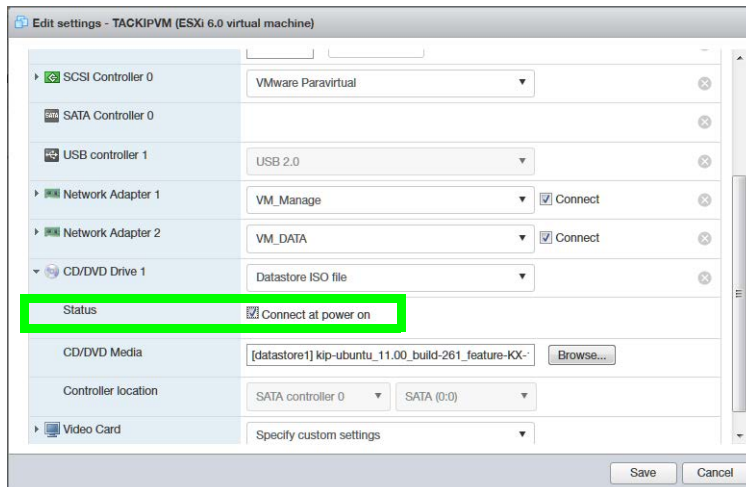 Edit settings - TACKIPVM (ESXi 6.0 virtual machine)
SCSI Controller 0 VMware Paravirtual
SATA Controller 0
USB controller 1 USB 2.0
Network Adapter 1 VM_Manage Connect
Network Adapter 2 VM_DATA Connect
CD/DVD Drive 1 Datastore ISO file
Status Connect at power on
CD/DVD Media [datastore1] kip-ubuntu_11.00_build-261_feature-KX- Browse...
Controller location SATA controller 0 SATA (0:0)
Video Card Specify custom settings
Save Cancel